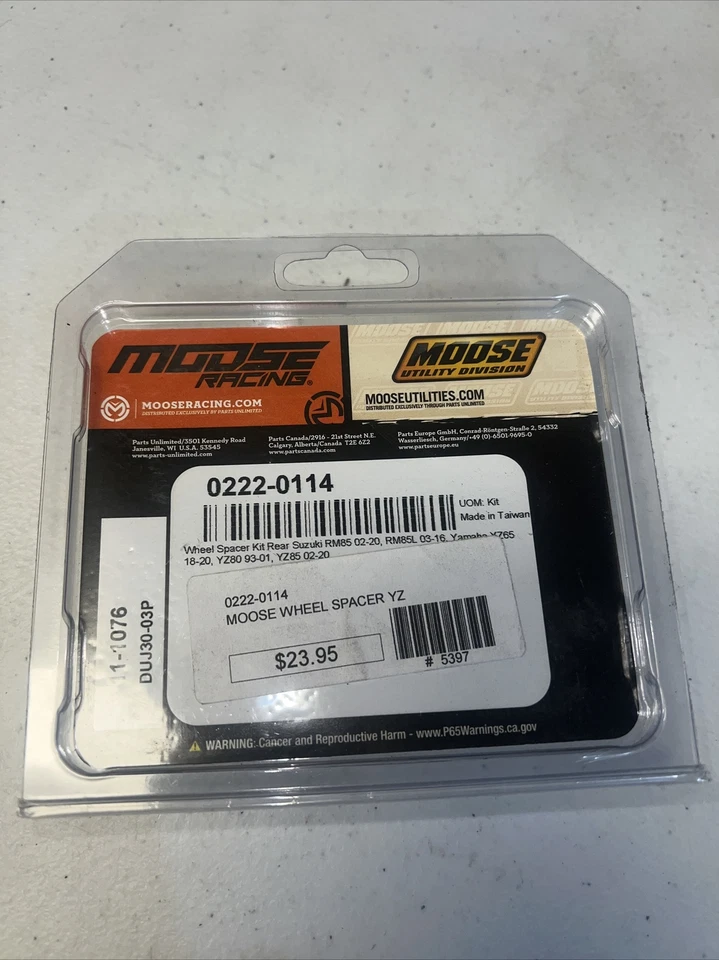 MOOSE
RACING®
MOOSERACING.COM
DISTRIBUTED EXCLUSIVELY BY PARTS UNLIMITED
MOOSE
UTILITY DIVISION
MOOSEUTILITIES.COM
DISTRIBUTED EXCLUSIVELY THROUGH PARTS UNLIMITED
Parts Unlimited/3501 Kennedy Road
Janesville, WI U.S.A. 53545
www.parts-unlimited.com
Parts Canada/2916 - 21st Street N.E.
Calgary, Alberta/Canada T2E 6Z2
www.partscanada.com
Parts Europe GmbH, Conrad-Röntgen-Straße 2, 54332
Wasserliesch, Germany/+49 (0)-6501-9695-0
www.partseurope.eu
0222-0114
UOM: Kit
Made in Taiwan
Wheel Spacer Kit Rear Suzuki RM85 02-20, RM85L 03-16, Yamaha YZ65
18-20, YZ80 93-01, YZ85 02-20
0222-0114
MOOSE WHEEL SPACER YZ
$23.95
# 5397
11-1076
DUJ30-03P
WARNING: Cancer and Reproductive Harm - www.P65Warnings.ca.gov